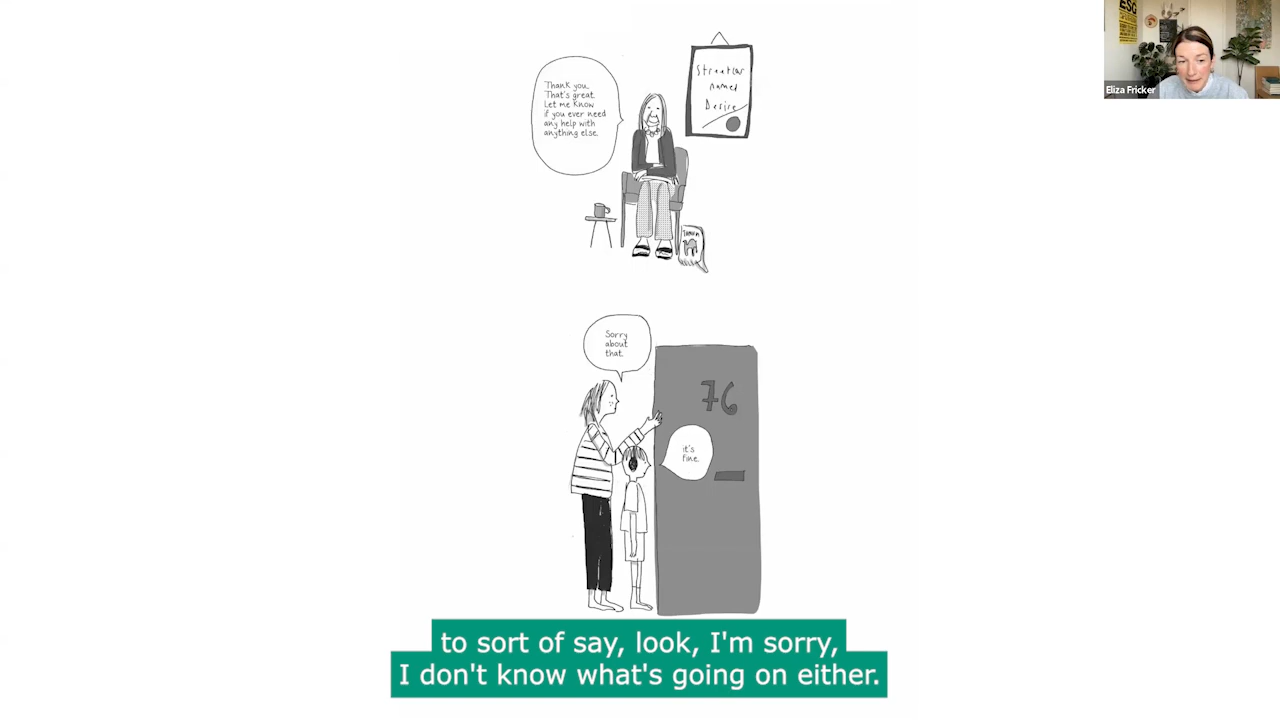 ESG
Eliza Fricker
Thank you.
That's great.
Let me know
if you ever need
any help with
anything else.
Streetcar
named
Desire
Sorry
about
that.
76
it's
fine.
to sort of say, look, I'm sorry,
I don't know what's going on either.